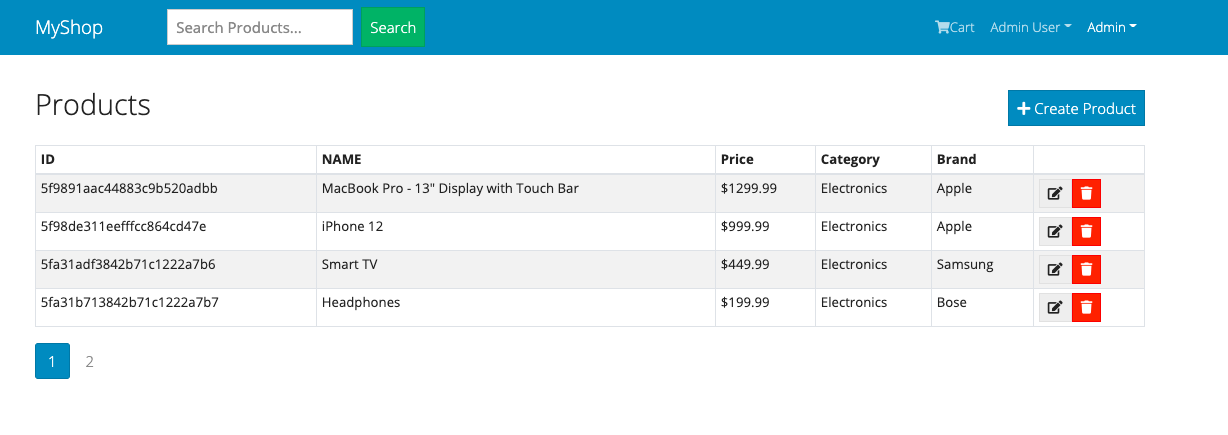 MyShop Search Products... Search Cart Admin User Admin
Products + Create Product
ID NAME Price Category Brand
5f9891aac44883c9b520adbb MacBook Pro - 13" Display with Touch Bar $1299.99 Electronics Apple
5f98de311eefffcc864cd47e iPhone 12 $999.99 Electronics Apple
5fa31adf3842b71c1222a7b6 Smart TV $449.99 Electronics Samsung
5fa31b713842b71c1222a7b7 Headphones $199.99 Electronics Bose
1 2